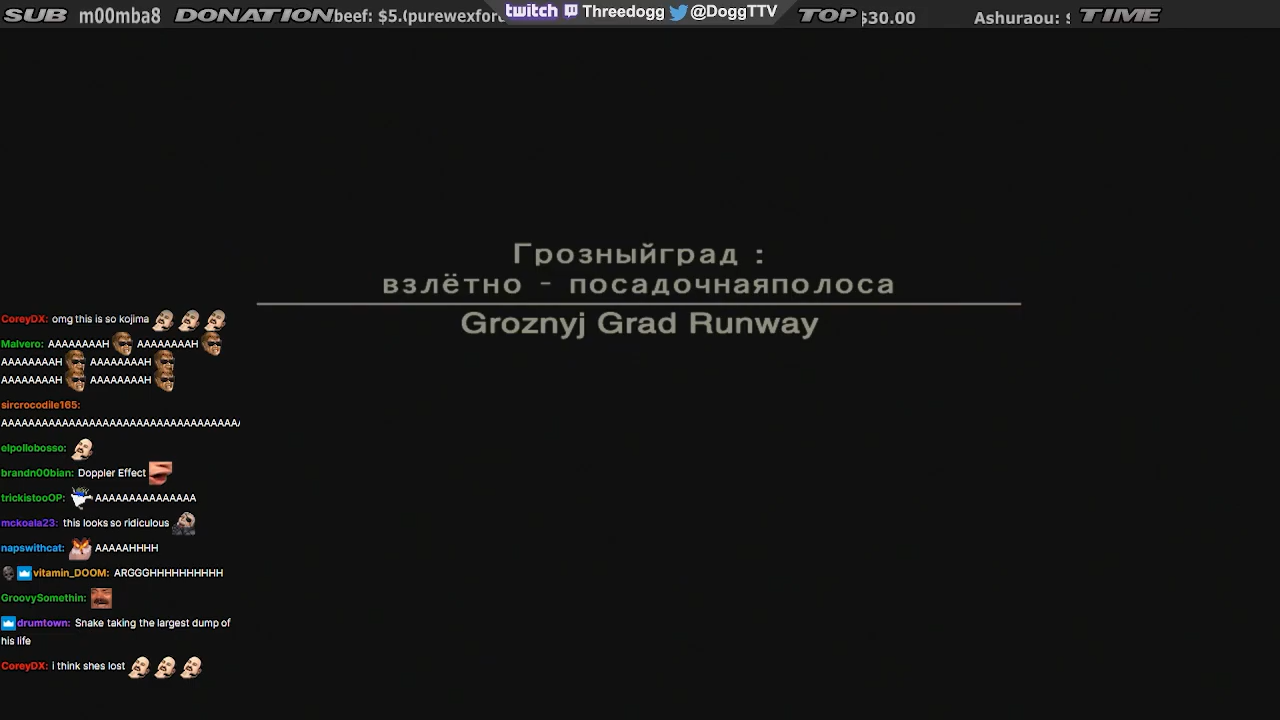 SUB m00mba8 DONATION beef: $5.(purewexfor twitch Threedogg @DoggTTV TOP $30.00 Ashuraou: TIME
Грозныйград :
взлётно - посадочнаяполоса
Groznyj Grad Runway
CoreyDX: omg this is so kojima
Malvero: AAAAAAAAH AAAAAAAAH
AAAAAAAAH AAAAAAAAH
AAAAAAAAH AAAAAAAAH
sircrocodile165:
AAAAAAAAAAAAAAAAAAAAAAAAAAAAAAAAAAA
elpollobosso:
brandn00bian: Doppler Effect
trickistooOP: AAAAAAAAAAAAAAA
mckoala23: this looks so ridiculous
napswithcat: AAAAAHHHH
vitamin_DOOM: ARGGGHHHHHHHHHH
GroovySomethin:
drumtown: Snake taking the largest dump of
his life
CoreyDX: i think shes lost